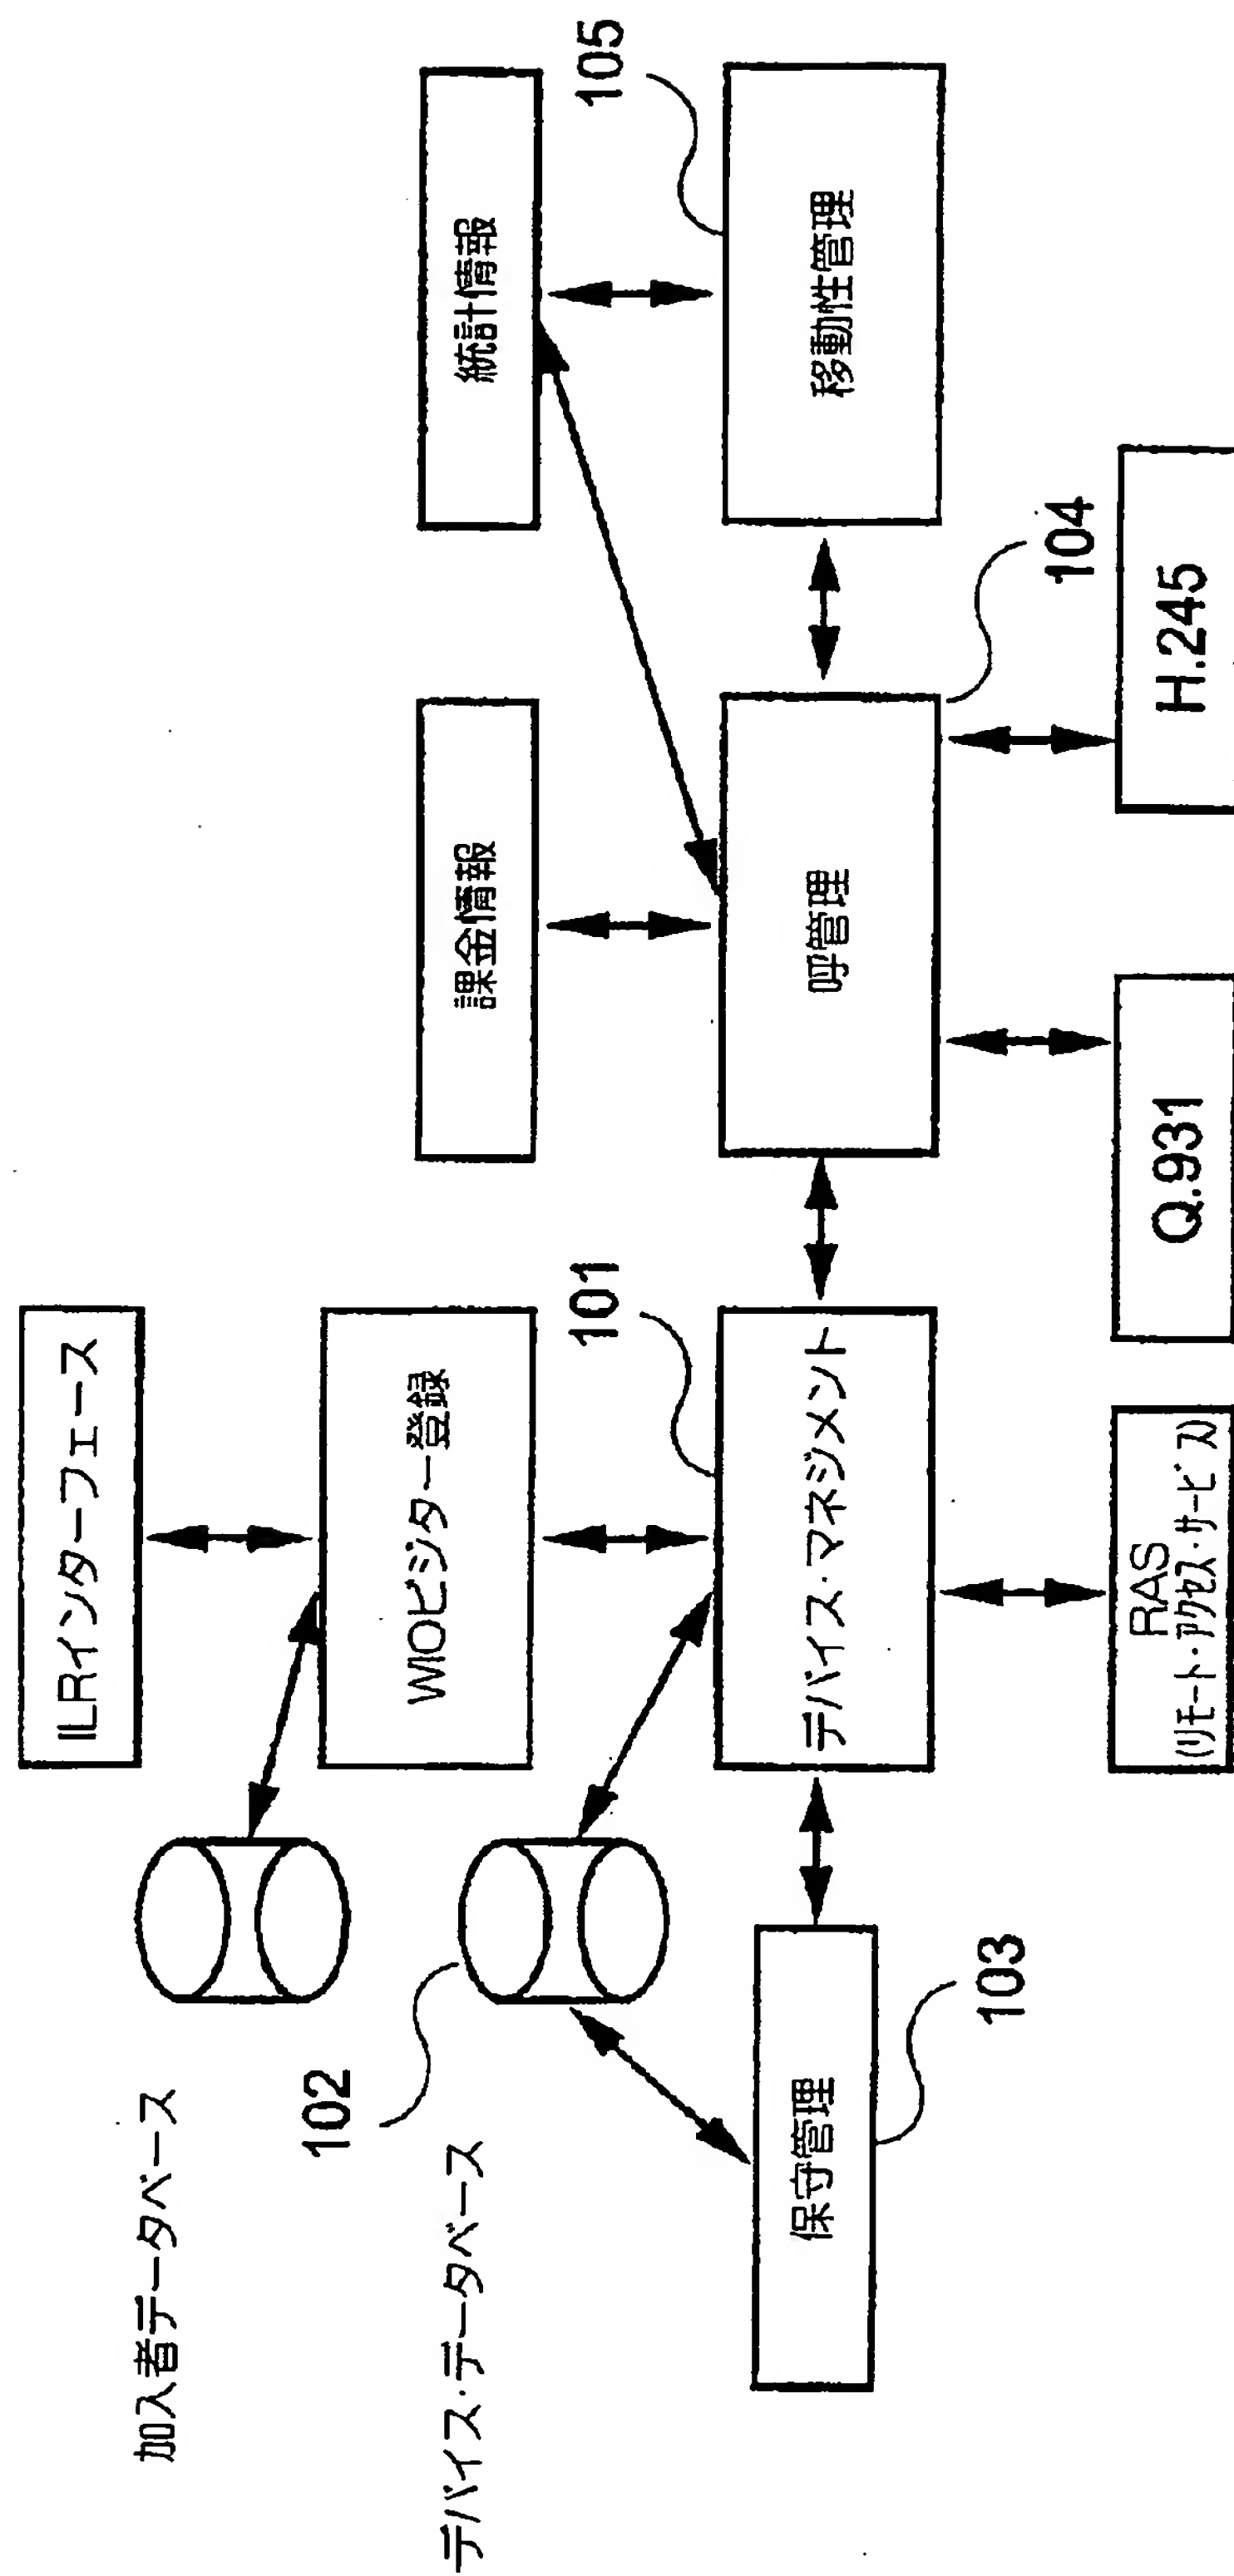 加入者データベース
ILRインターフェース
102
デバイス・データベース
WIOビジター登録
課金情報
統計情報
101
105
保守管理
デバイス・マネジメント
呼管理
移動性管理
103
104
RAS
(リモート・アクセス・サービス)
Q.931
H.245